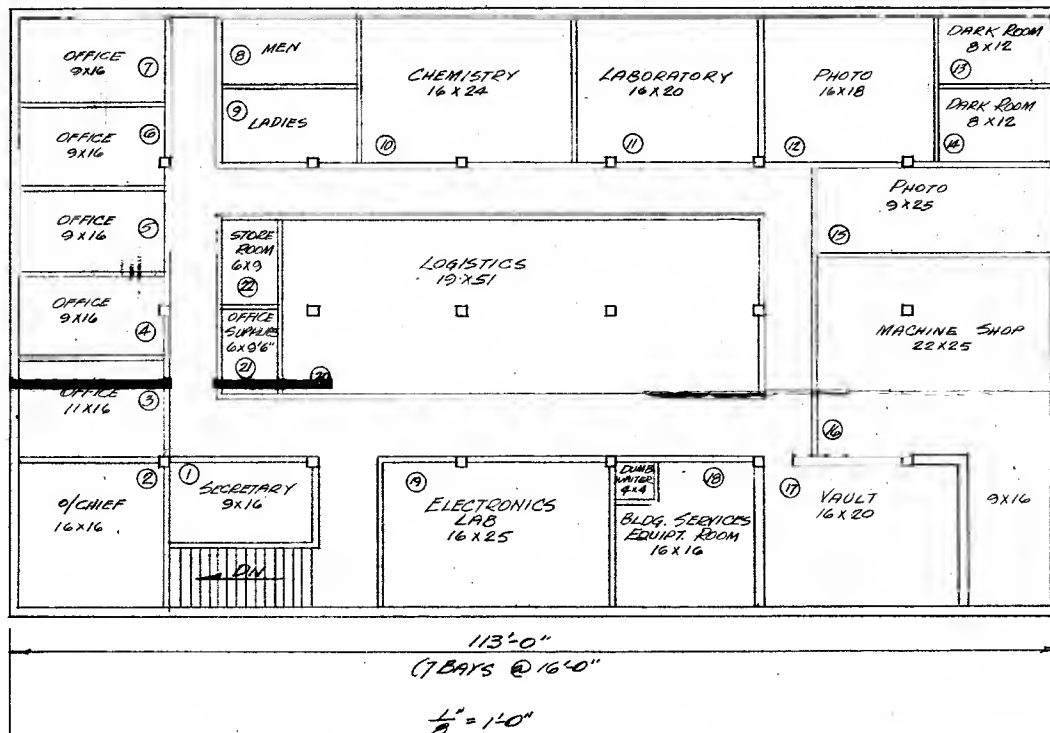 OFFICE
9X16
7
8
MEN
9
LADIES
CHEMISTRY
16 X 24
10
LABORATORY
16 X 20
11
PHOTO
16X18
12
DARK ROOM
8 X 12
13
DARK ROOM
8 X 12
14
OFFICE
9X16
6
OFFICE
9X16
5
OFFICE
9X16
4
OFFICE
11X16
3
O/CHIEF
16X16
2
1
SECRETARY
9X16
DN
STORE
ROOM
6X9
22
OFFICE
SUPPLIES
6X9'6"
21
LOGISTICS
19 X51
20
PHOTO
9X25
15
MACHINE SHOP
22X25
16
19
ELECTRONICS
LAB
16X25
DUMB
WAITER
4X4
18
BLDG. SERVICES
EQUIPT. ROOM
16X16
17
VAULT
16X20
9X16
113'-0"
(7 BAYS @ 16'-0"
1/8" = 1'-0"